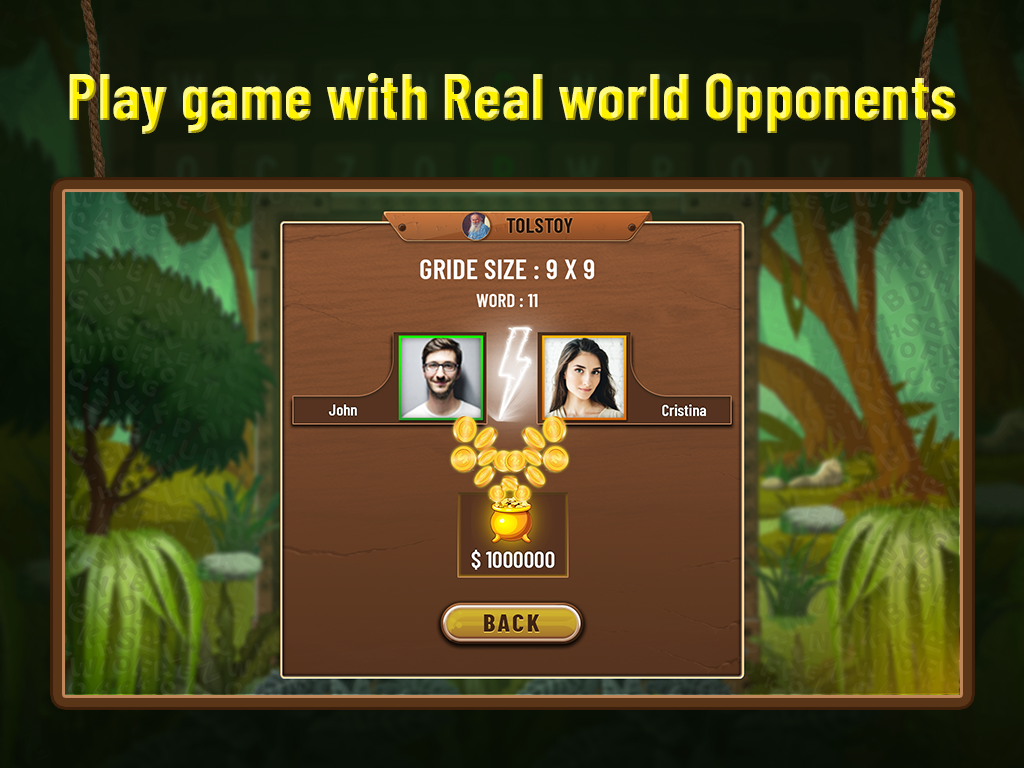 Play game with Real world Opponents
TOLSTOY
GRIDE SIZE : 9 X 9
WORD : 11
John
Cristina
$ 1000000
BACK